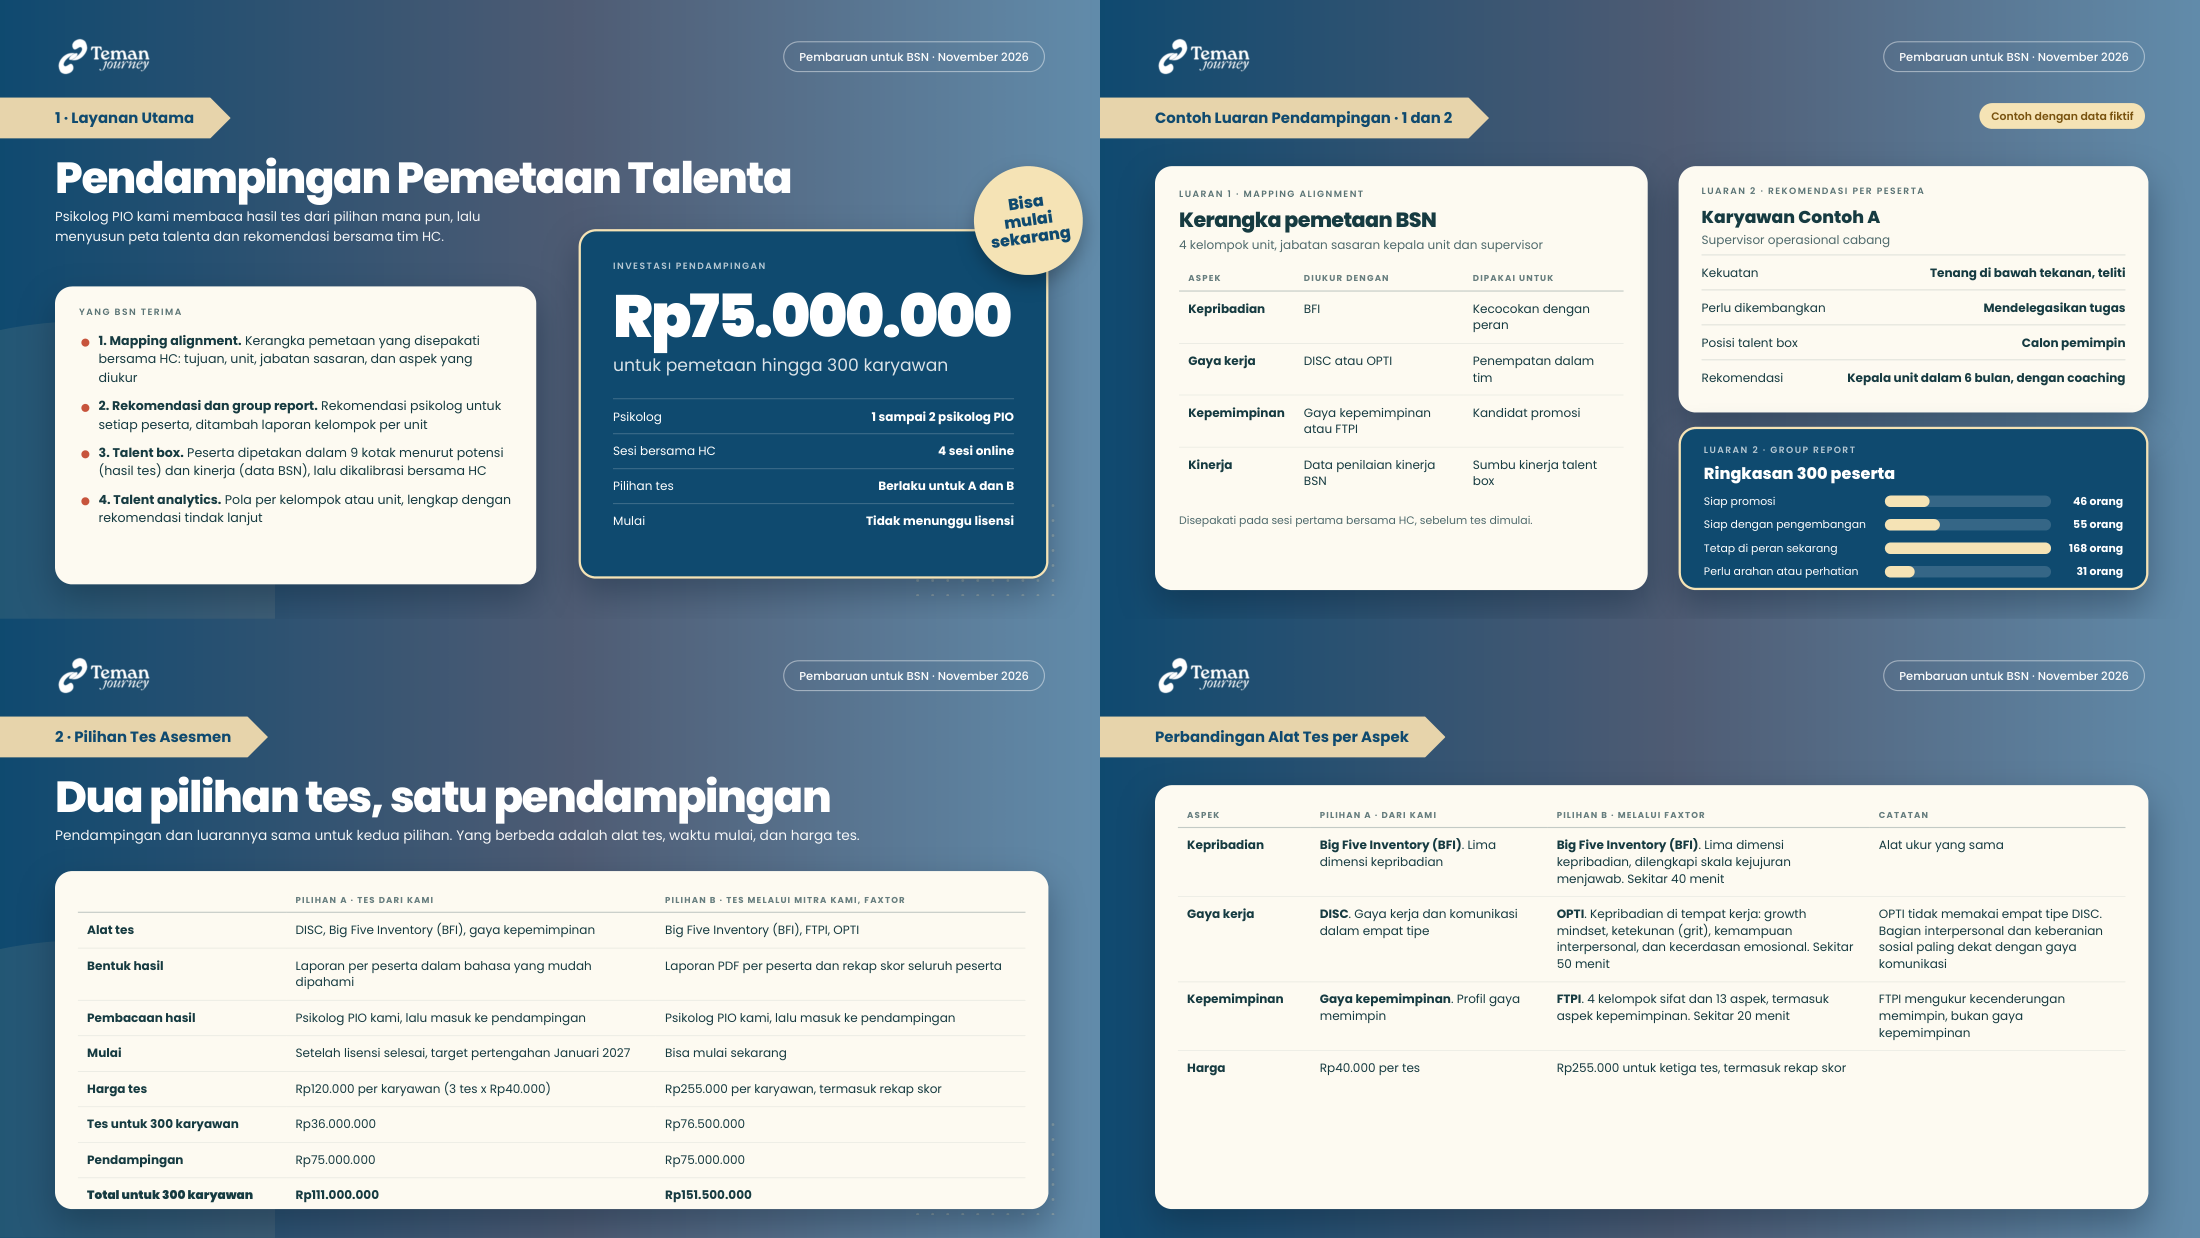 Teman
Journey
Pembaruan untuk BSN · November 2026
1 · Layanan Utama
Pendampingan Pemetaan Talenta
Psikolog PIO kami membaca hasil tes dari pilihan mana pun, lalu
menyusun peta talenta dan rekomendasi bersama tim HC.
YANG BSN TERIMA
1. Mapping alignment. Kerangka pemetaan yang disepakati
bersama HC: tujuan, unit, jabatan sasaran, dan aspek yang
diukur
2. Rekomendasi dan group report. Rekomendasi psikolog untuk
setiap peserta, ditambah laporan kelompok per unit
3. Talent box. Peserta dipetakan dalam 9 kotak menurut potensi
(hasil tes) dan kinerja (data BSN), lalu dikalibrasi bersama HC
4. Talent analytics. Pola per kelompok atau unit, lengkap dengan
rekomendasi tindak lanjut
Bisa
mulai
sekarang
INVESTASI PENDAMPINGAN
Rp75.000.000
untuk pemetaan hingga 300 karyawan
Psikolog 1 sampai 2 psikolog PIO
Sesi bersama HC 4 sesi online
Pilihan tes Berlaku untuk A dan B
Mulai Tidak menunggu lisensi
Teman
Journey
Pembaruan untuk BSN · November 2026
Contoh Luaran Pendampingan · 1 dan 2
Contoh dengan data fiktif
LUARAN 1 · MAPPING ALIGNMENT
Kerangka pemetaan BSN
4 kelompok unit, jabatan sasaran kepala unit dan supervisor
ASPEK DIUKUR DENGAN DIPAKAI UNTUK
Kepribadian BFI Kecocokan dengan
peran
Gaya kerja DISC atau OPTI Penempatan dalam
tim
Kepemimpinan Gaya kepemimpinan Kandidat promosi
atau FTPI
Kinerja Data penilaian kinerja Sumbu kinerja talent
BSN box
Disepakati pada sesi pertama bersama HC, sebelum tes dimulai.
LUARAN 2 · REKOMENDASI PER PESERTA
Karyawan Contoh A
Supervisor operasional cabang
Kekuatan Tenang di bawah tekanan, teliti
Perlu dikembangkan Mendelegasikan tugas
Posisi talent box Calon pemimpin
Rekomendasi Kepala unit dalam 6 bulan, dengan coaching
LUARAN 2 · GROUP REPORT
Ringkasan 300 peserta
Siap promosi 46 orang
Siap dengan pengembangan 55 orang
Tetap di peran sekarang 168 orang
Perlu arahan atau perhatian 31 orang
Teman
Journey
Pembaruan untuk BSN · November 2026
2 · Pilihan Tes Asesmen
Dua pilihan tes, satu pendampingan
Pendampingan dan luarannya sama untuk kedua pilihan. Yang berbeda adalah alat tes, waktu mulai, dan harga tes.
PILIHAN A · TES DARI KAMI PILIHAN B · TES MELALUI MITRA KAMI, FAXTOR
Alat tes DISC, Big Five Inventory (BFI), gaya kepemimpinan Big Five Inventory (BFI), FTPI, OPTI
Bentuk hasil Laporan per peserta dalam bahasa yang mudah Laporan PDF per peserta dan rekap skor seluruh peserta
dipahami
Pembacaan hasil Psikolog PIO kami, lalu masuk ke pendampingan Psikolog PIO kami, lalu masuk ke pendampingan
Mulai Setelah lisensi selesai, target pertengahan Januari 2027 Bisa mulai sekarang
Harga tes Rp120.000 per karyawan (3 tes x Rp40.000) Rp255.000 per karyawan, termasuk rekap skor
Tes untuk 300 karyawan Rp36.000.000 Rp76.500.000
Pendampingan Rp75.000.000 Rp75.000.000
Total untuk 300 karyawan Rp111.000.000 Rp151.500.000
Teman
Journey
Pembaruan untuk BSN · November 2026
Perbandingan Alat Tes per Aspek
ASPEK PILIHAN A · DARI KAMI PILIHAN B · MELALUI FAXTOR CATATAN
Kepribadian Big Five Inventory (BFI). Lima Big Five Inventory (BFI). Lima dimensi Alat ukur yang sama
dimensi kepribadian kepribadian, dilengkapi skala kejujuran
menjawab. Sekitar 40 menit
Gaya kerja DISC. Gaya kerja dan komunikasi OPTI. Kepribadian di tempat kerja: growth OPTI tidak memakai empat tipe DISC.
dalam empat tipe mindset, ketekunan (grit), kemampuan Bagian interpersonal dan keberanian
interpersonal, dan kecerdasan emosional. Sekitar sosial paling dekat dengan gaya
50 menit komunikasi
Kepemimpinan Gaya kepemimpinan. Profil gaya FTPI. 4 kelompok sifat dan 13 aspek, termasuk FTPI mengukur kecenderungan
memimpin aspek kepemimpinan. Sekitar 20 menit memimpin, bukan gaya
kepemimpinan
Harga Rp40.000 per tes Rp255.000 untuk ketiga tes, termasuk rekap skor